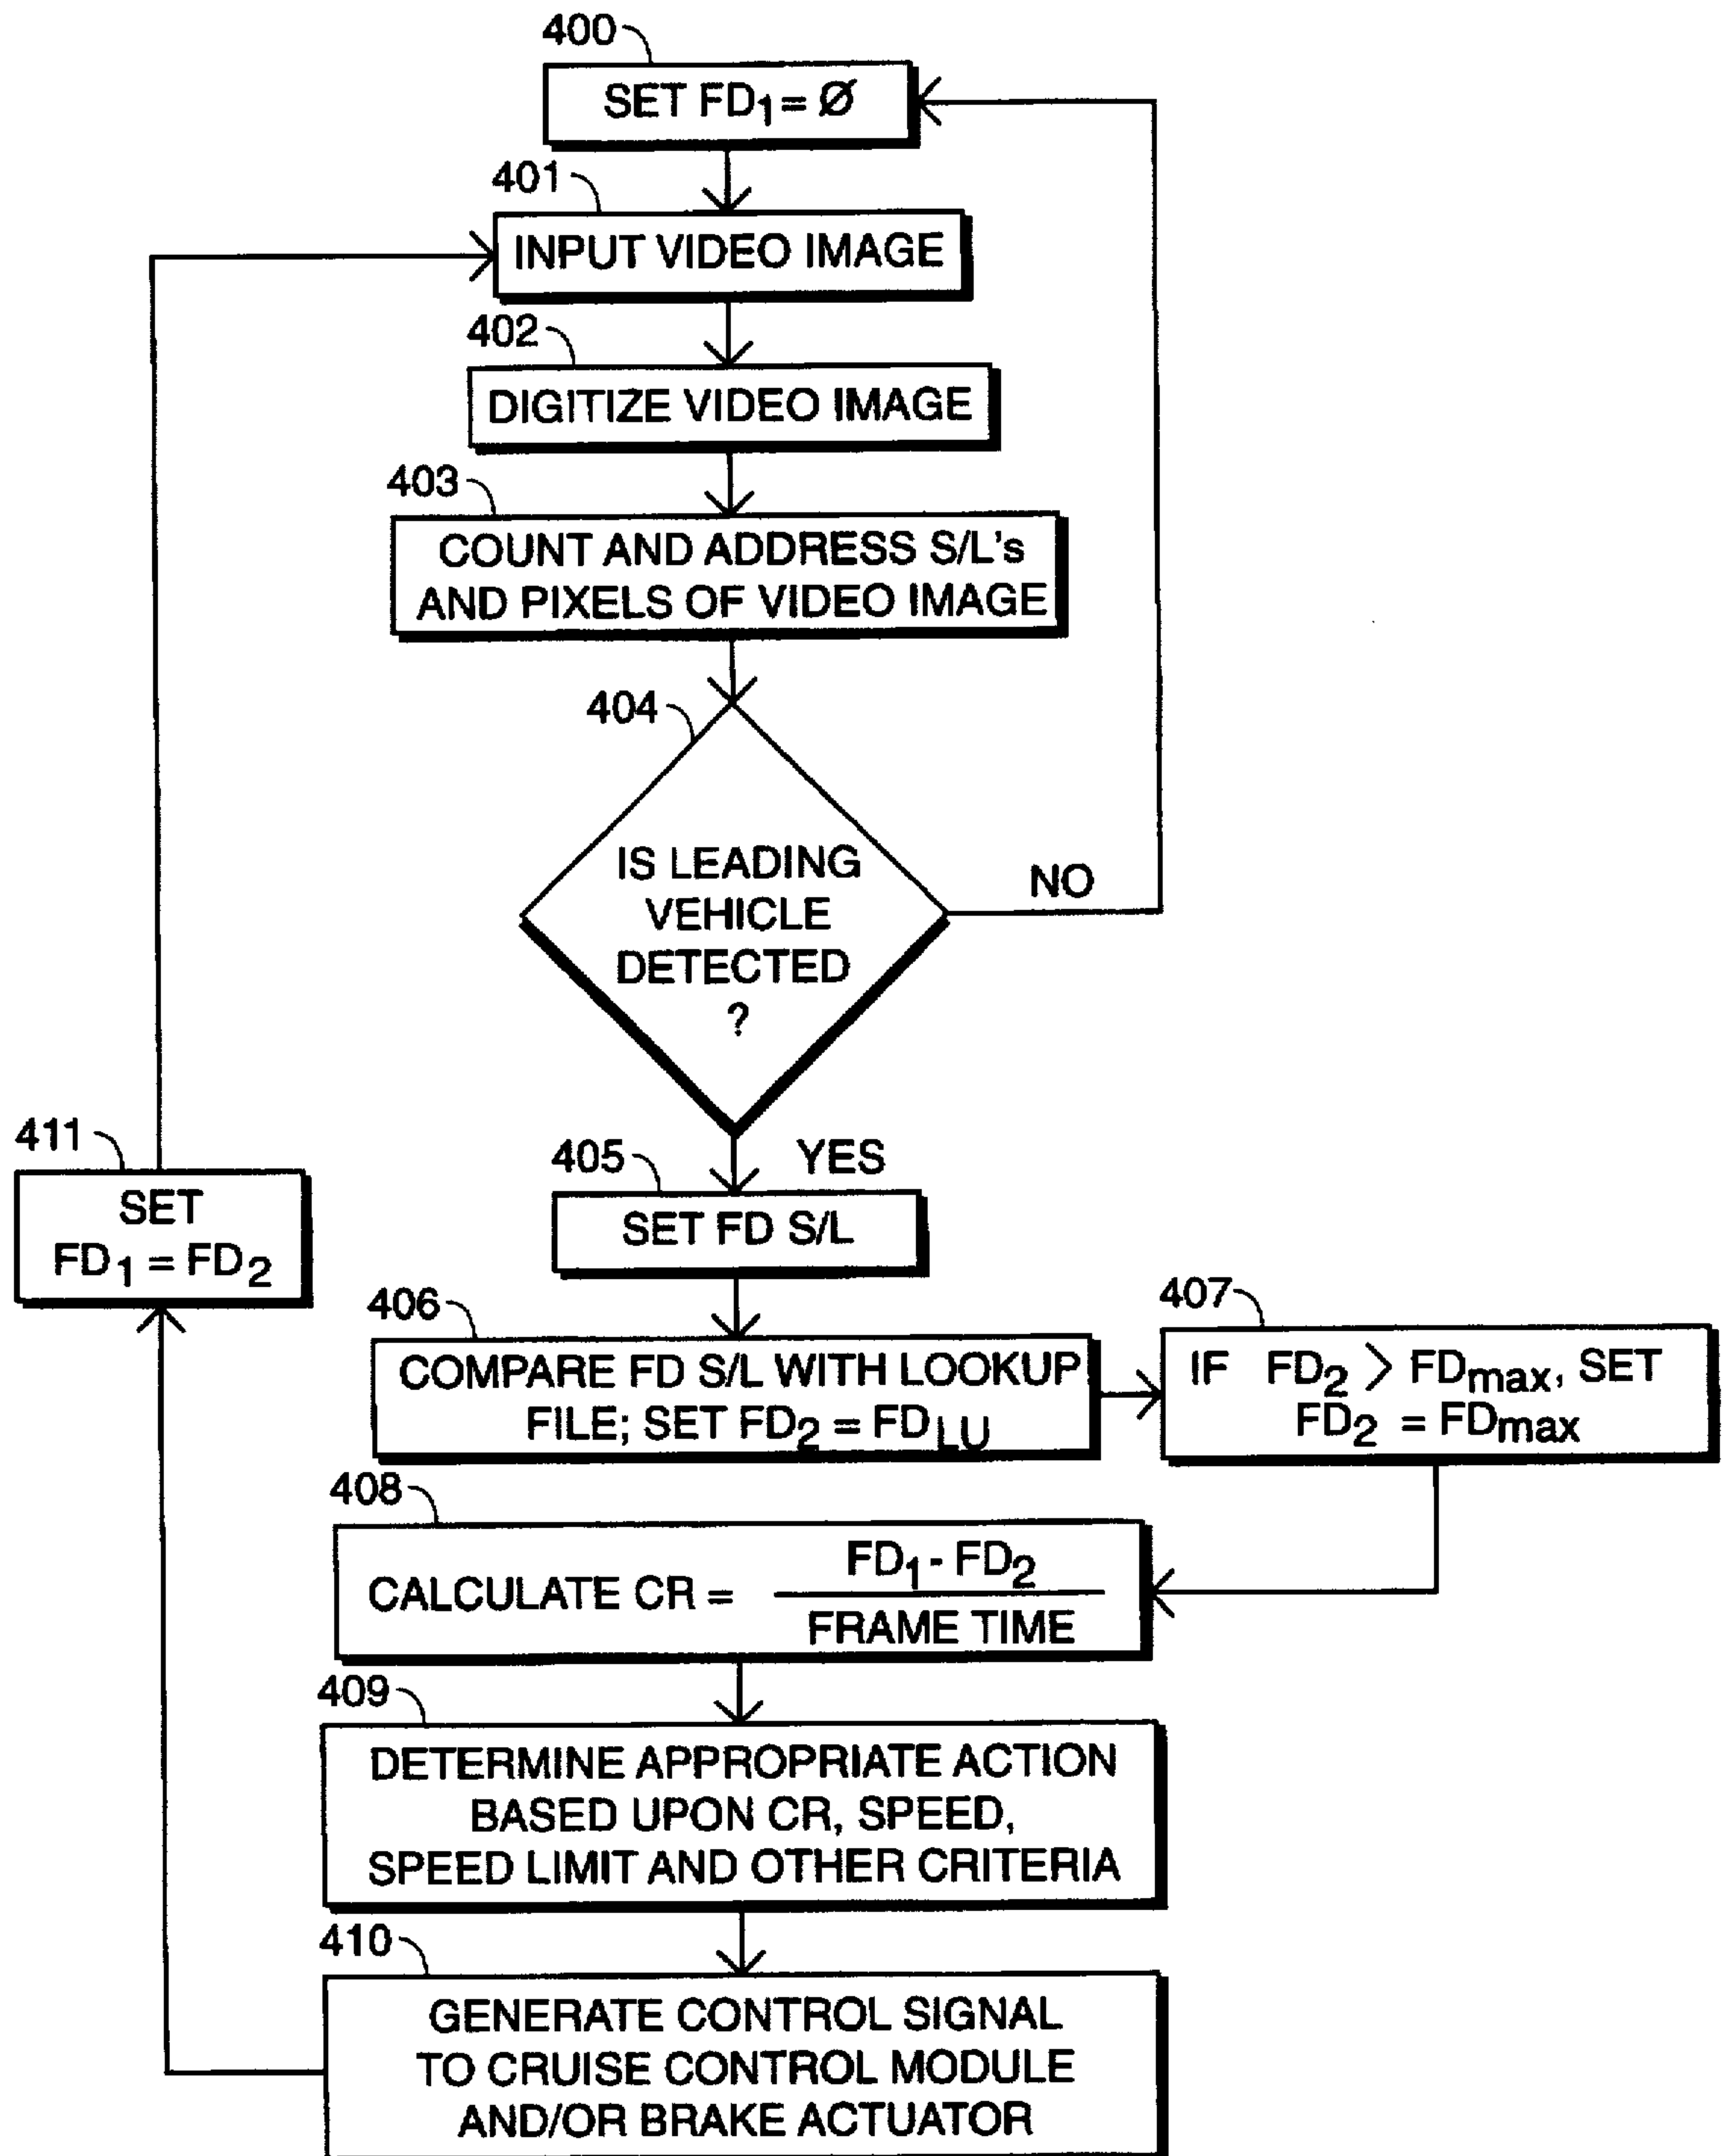 400
SET FD1 = Ø
401
INPUT VIDEO IMAGE
402
DIGITIZE VIDEO IMAGE
403
COUNT AND ADDRESS S/L's
AND PIXELS OF VIDEO IMAGE
404
IS LEADING
VEHICLE
DETECTED
?
NO
YES
405
SET FD S/L
406
COMPARE FD S/L WITH LOOKUP
FILE; SET FD2 = FDLU
407
IF FD2 > FDmax, SET
FD2 = FDmax
408
CALCULATE CR = FD1 - FD2
FRAME TIME
409
DETERMINE APPROPRIATE ACTION
BASED UPON CR, SPEED,
SPEED LIMIT AND OTHER CRITERIA
410
GENERATE CONTROL SIGNAL
TO CRUISE CONTROL MODULE
AND/OR BRAKE ACTUATOR
411
SET
FD1 = FD2